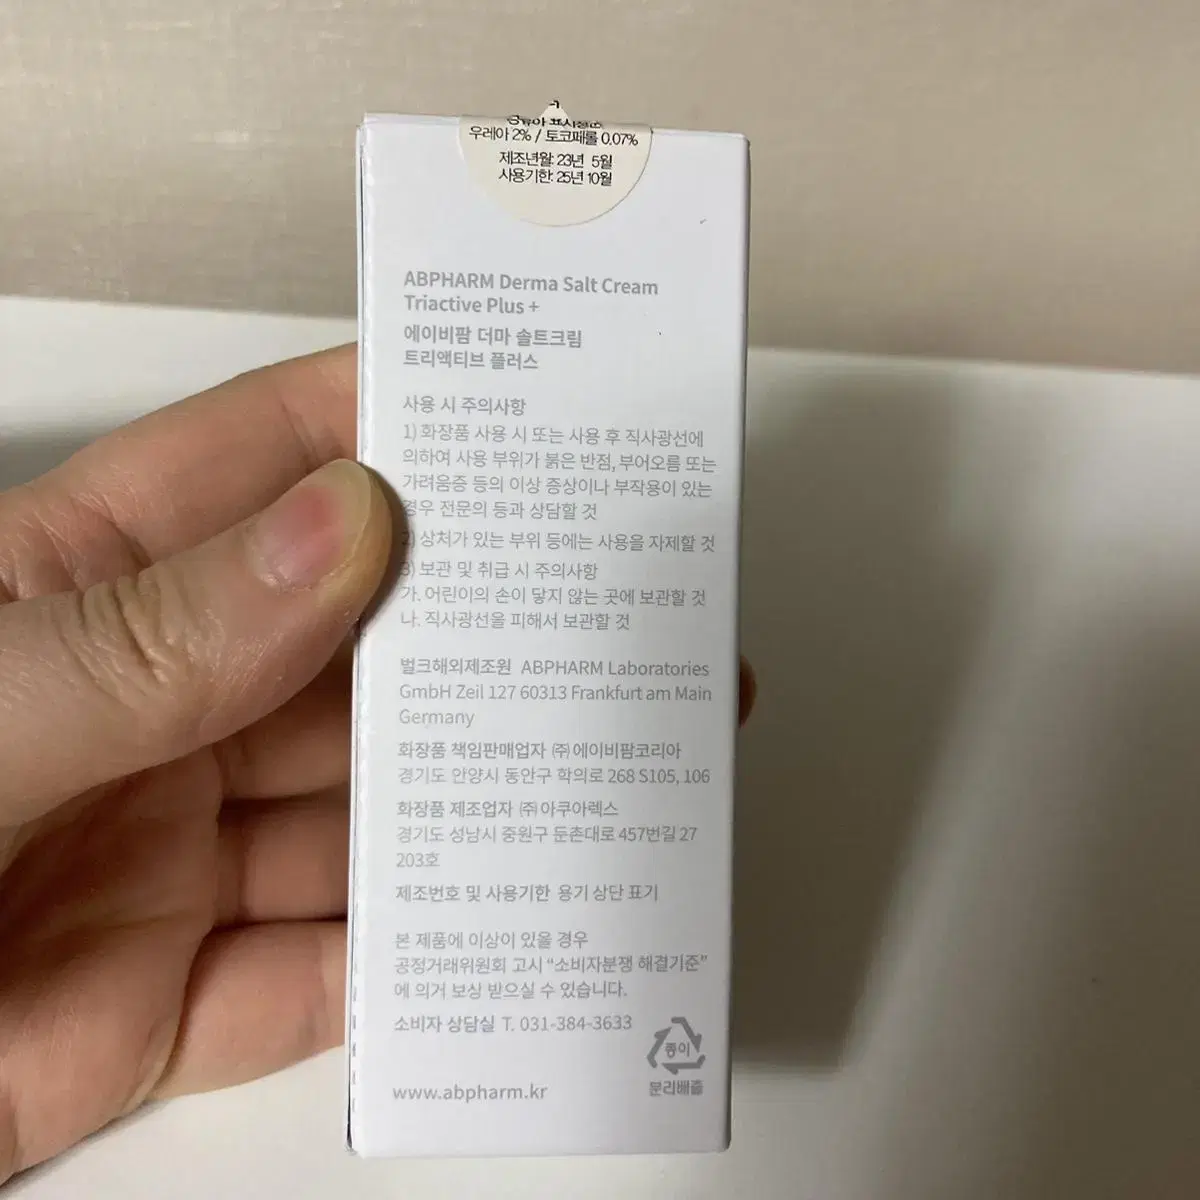 우레아 2% / 토코페롤 0.07%
제조년월: 23년 5월
사용기한: 25년 10월
ABPHARM Derma Salt Cream
Triactive Plus +
에이비팜 더마 솔트크림
트리액티브 플러스
사용 시 주의사항
1) 화장품 사용 시 또는 사용 후 직사광선에
의하여 사용 부위가 붉은 반점, 부어오름 또는
가려움증 등의 이상 증상이나 부작용이 있는
경우 전문의 등과 상담할 것
2) 상처가 있는 부위 등에는 사용을 자제할 것
3) 보관 및 취급 시 주의사항
가. 어린이의 손이 닿지 않는 곳에 보관할 것
나. 직사광선을 피해서 보관할 것
벌크해외제조원 ABPHARM Laboratories
GmbH Zeil 127 60313 Frankfurt am Main
Germany
화장품 책임판매업자 ㈜에이비팜코리아
경기도 안양시 동안구 학의로 268 S105, 106
화장품 제조업자 ㈜아쿠아렉스
경기도 성남시 중원구 둔촌대로 457번길 27
203호
제조번호 및 사용기한 용기 상단 표기
본 제품에 이상이 있을 경우
공정거래위원회 고시 “소비자분쟁 해결기준”
에 의거 보상 받으실 수 있습니다.
소비자 상담실 T. 031-384-3633
종이
분리배출
www.abpharm.kr